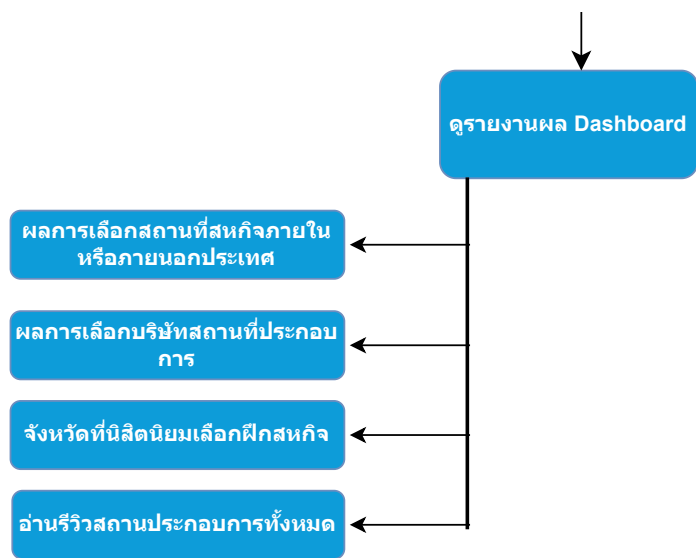 ดูรายงานผล Dashboard
ผลการเลือกสถานที่สหกิจภายใน
หรือภายนอกประเทศ
ผลการเลือกบริษัทสถานที่ประกอบ
การ
จังหวัดที่นิสิตนิยมเลือกฝึกสหกิจ
อ่านรีวิวสถานประกอบการทั้งหมด